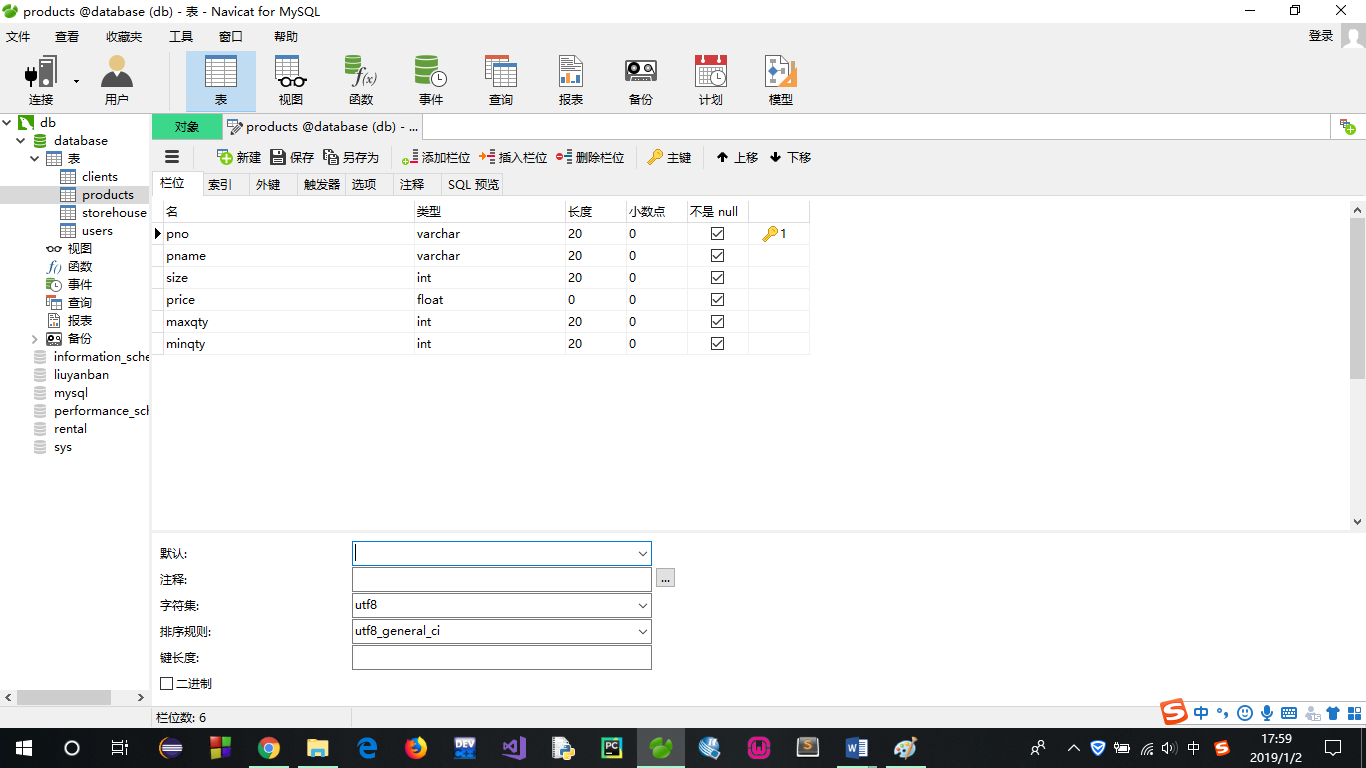 products @database (db) - 表 - Navicat for MySQL
文件 查看 收藏夹 工具 窗口 帮助 登录
连接 用户 表 视图 函数 事件 查询 报表 备份 计划 模型
db
database
表
clients
products
storehouse
users
视图
函数
事件
查询
报表
备份
information_sche
liuyanban
mysql
performance_sch
rental
sys
对象 products @database (db) - ...
新建 保存 另存为 添加栏位 插入栏位 删除栏位 主键 上移 下移
栏位 索引 外键 触发器 选项 注释 SQL 预览
名 类型 长度 小数点 不是 null
pno varchar 20 0 1
pname varchar 20 0
size int 20 0
price float 0 0
maxqty int 20 0
minqty int 20 0
默认:
注释: ...
字符集: utf8
排序规则: utf8_general_ci
键长度:
二进制
栏位数: 6
S 中
DEV PC S W 中 S
17:59
2019/1/2